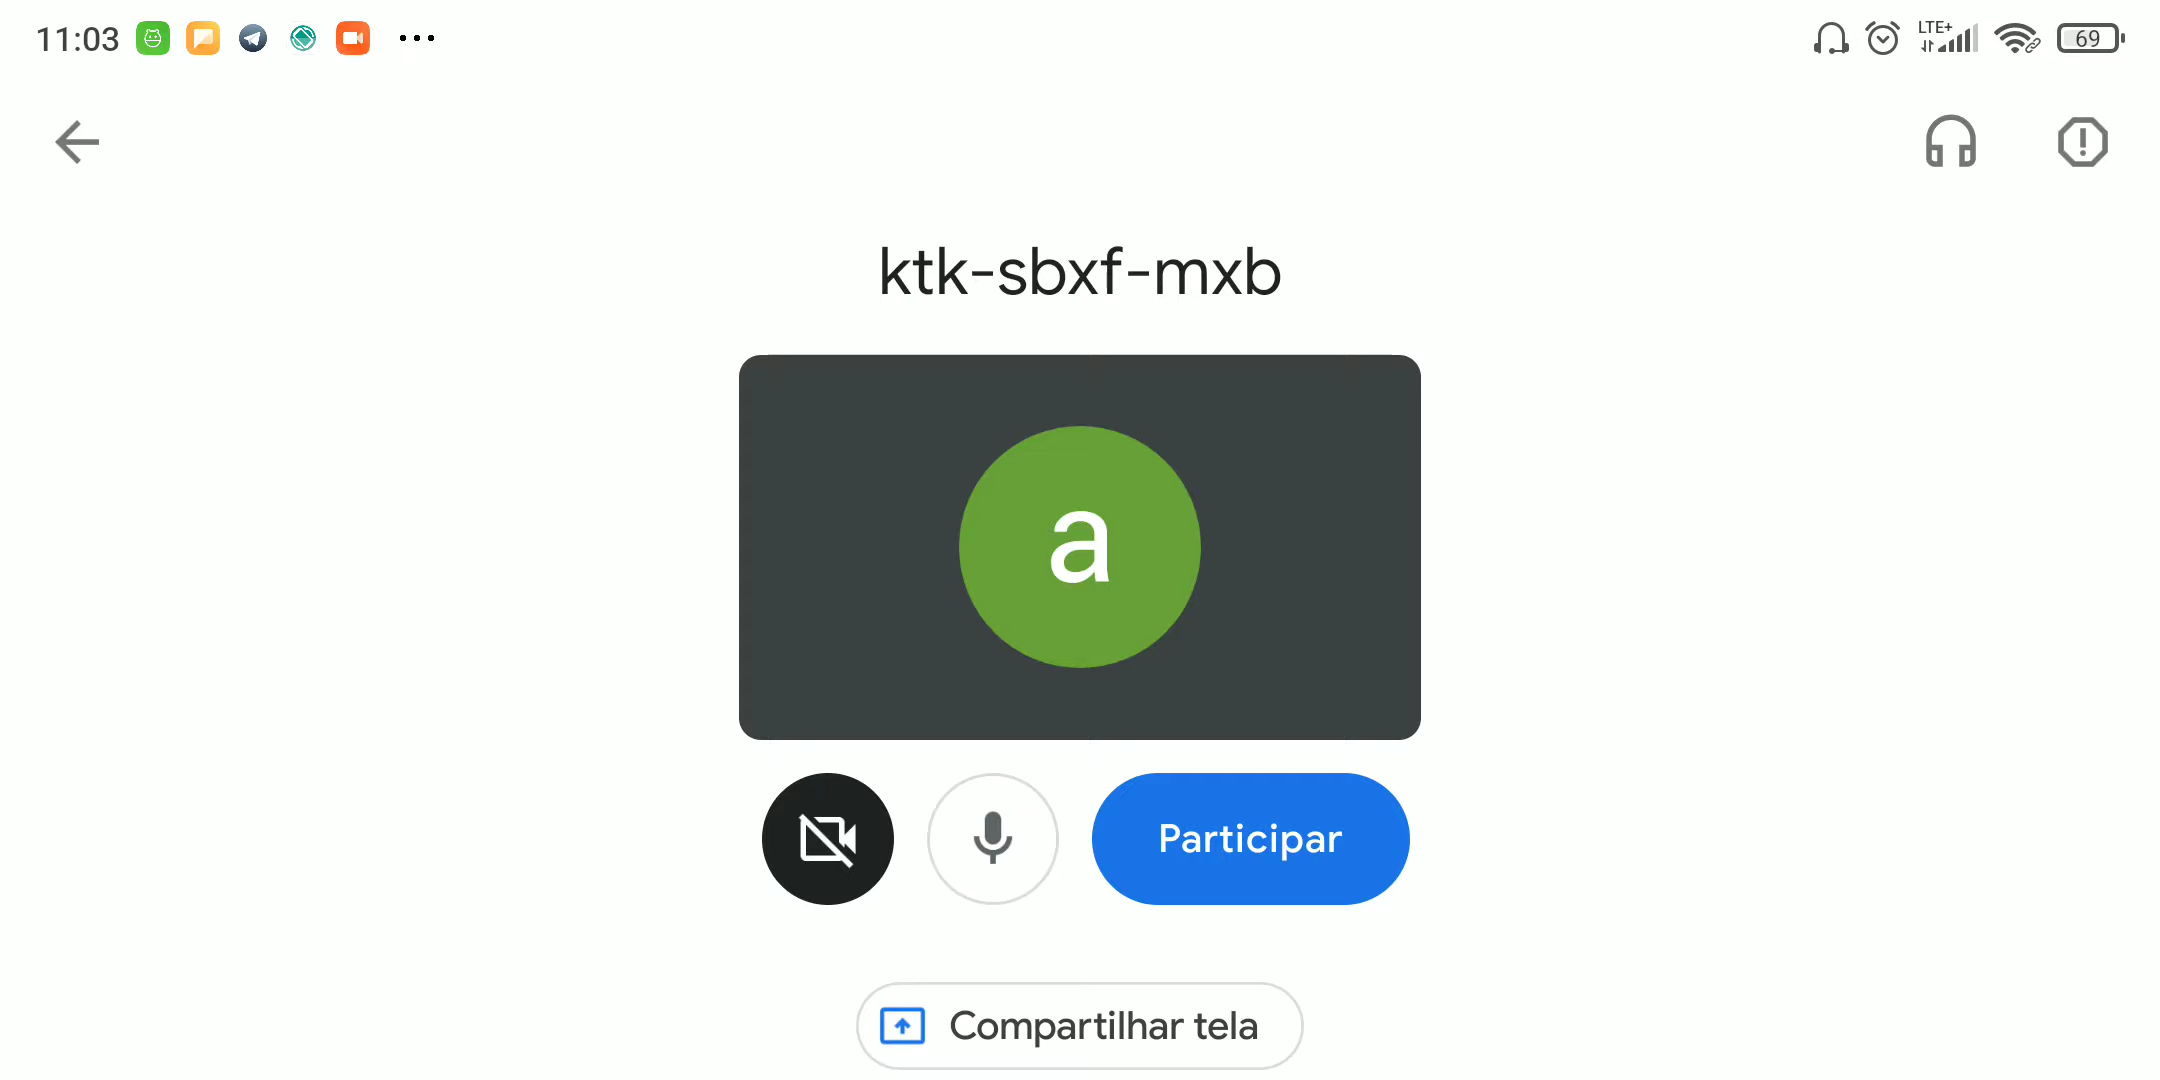 11:03
LTE+
69
ktk-sbxf-mxb
a
Participar
Compartilhar tela